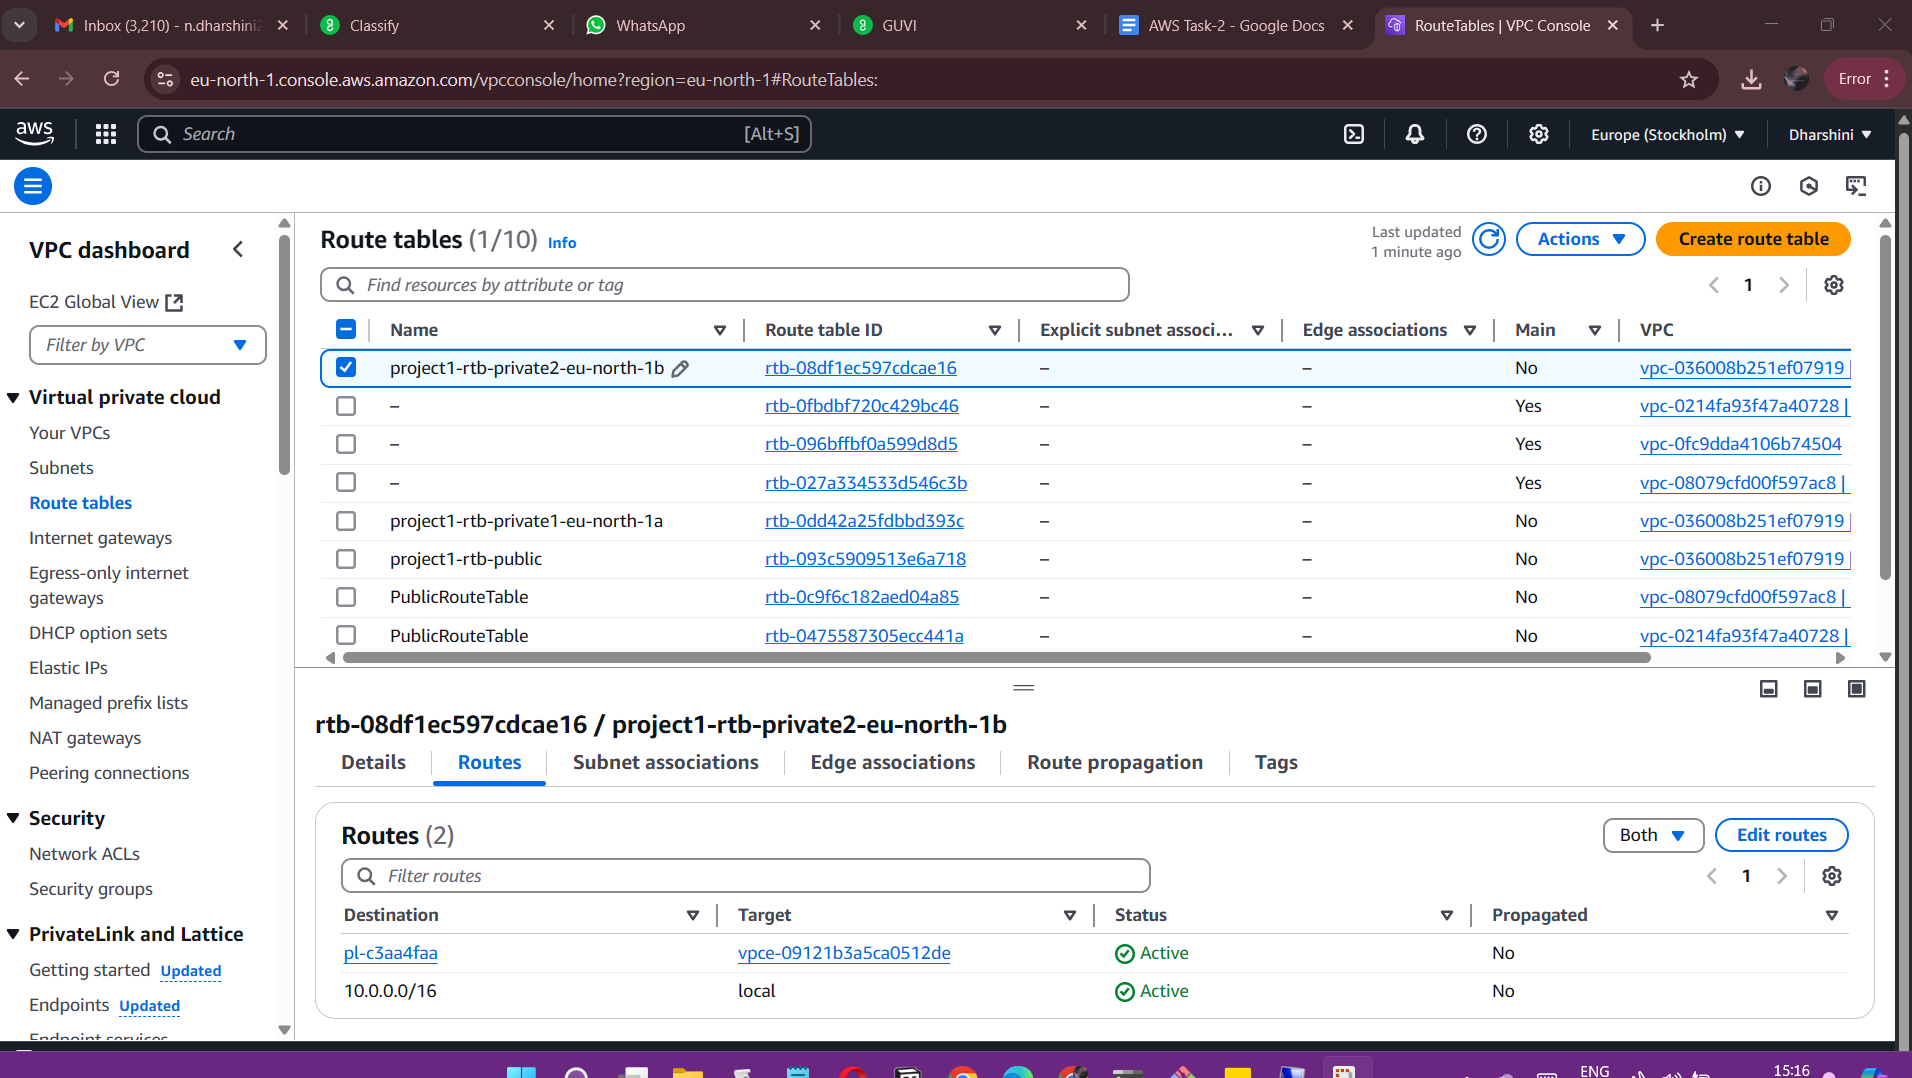 Inbox (3,210) - n.dharshini
Classify
WhatsApp
GUVI
AWS Task-2 - Google Docs
RouteTables | VPC Console
eu-north-1.console.aws.amazon.com/vpcconsole/home?region=eu-north-1#RouteTables:
Error
aws
Search
[Alt+S]
Europe (Stockholm)
Dharshini
VPC dashboard
EC2 Global View
Filter by VPC
Virtual private cloud
Your VPCs
Subnets
Route tables
Internet gateways
Egress-only internet
gateways
DHCP option sets
Elastic IPs
Managed prefix lists
NAT gateways
Peering connections
Security
Network ACLs
Security groups
PrivateLink and Lattice
Getting started Updated
Endpoints Updated
Endpoint services
Route tables (1/10) Info
Last updated
1 minute ago
Actions
Create route table
Find resources by attribute or tag
1
Name Route table ID Explicit subnet associ... Edge associations Main VPC
project1-rtb-private2-eu-north-1b rtb-08df1ec597cdcae16 – – No vpc-036008b251ef07919 |
– rtb-0fbdbf720c429bc46 – – Yes vpc-0214fa93f47a40728 |
– rtb-096bffbf0a599d8d5 – – Yes vpc-0fc9dda4106b74504
– rtb-027a334533d546c3b – – Yes vpc-08079cfd00f597ac8 |
project1-rtb-private1-eu-north-1a rtb-0dd42a25fdbbd393c – – No vpc-036008b251ef07919 |
project1-rtb-public rtb-093c5909513e6a718 – – No vpc-036008b251ef07919 |
PublicRouteTable rtb-0c9f6c182aed04a85 – – No vpc-08079cfd00f597ac8 |
PublicRouteTable rtb-0475587305ecc441a – – No vpc-0214fa93f47a40728 |
rtb-08df1ec597cdcae16 / project1-rtb-private2-eu-north-1b
Details Routes Subnet associations Edge associations Route propagation Tags
Routes (2)
Both
Edit routes
Filter routes
1
Destination Target Status Propagated
pl-c3aa4faa vpce-09121b3a5ca0512de Active No
10.0.0.0/16 local Active No
ENG
15:16